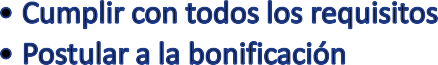 • Cumplir con todos los requisitos
• Postular a la bonificación